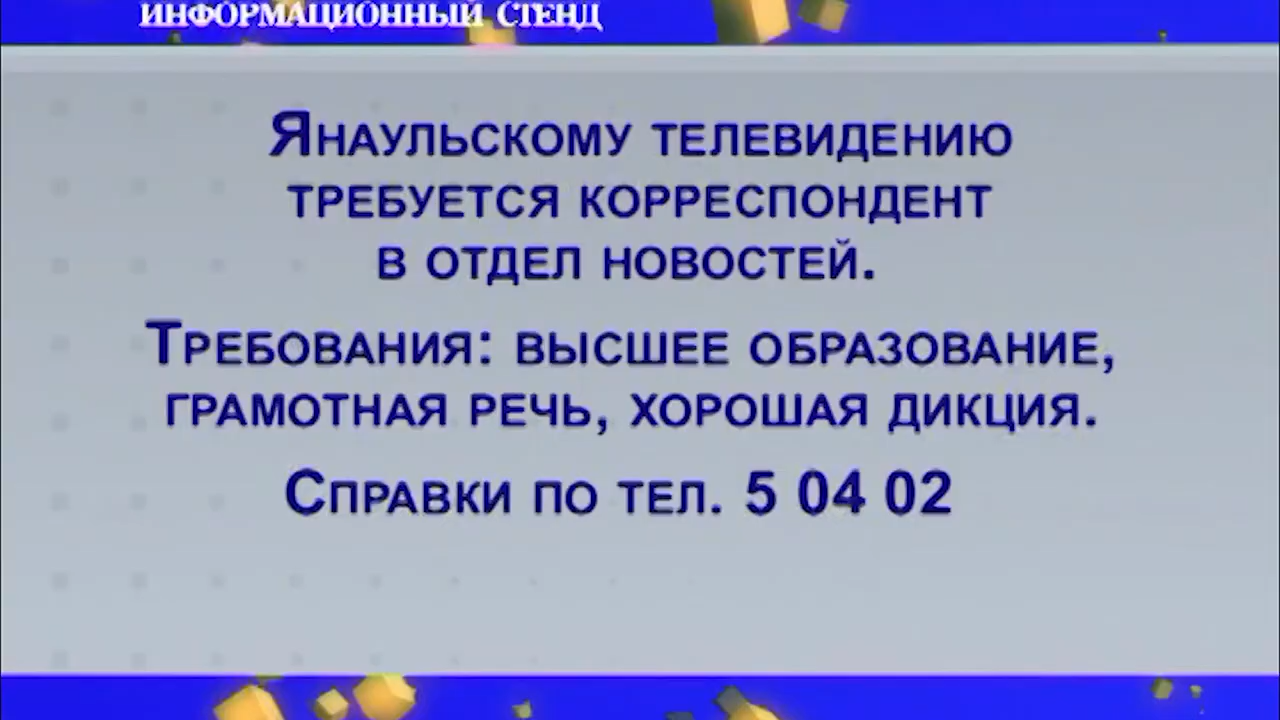 ИНФОРМАЦИОННЫЙ СТЕНД
ЯНАУЛЬСКОМУ ТЕЛЕВИДЕНИЮ
ТРЕБУЕТСЯ КОРРЕСПОНДЕНТ
В ОТДЕЛ НОВОСТЕЙ.
ТРЕБОВАНИЯ: ВЫСШЕЕ ОБРАЗОВАНИЕ,
ГРАМОТНАЯ РЕЧЬ, ХОРОШАЯ ДИКЦИЯ.
СПРАВКИ ПО ТЕЛ. 5 04 02